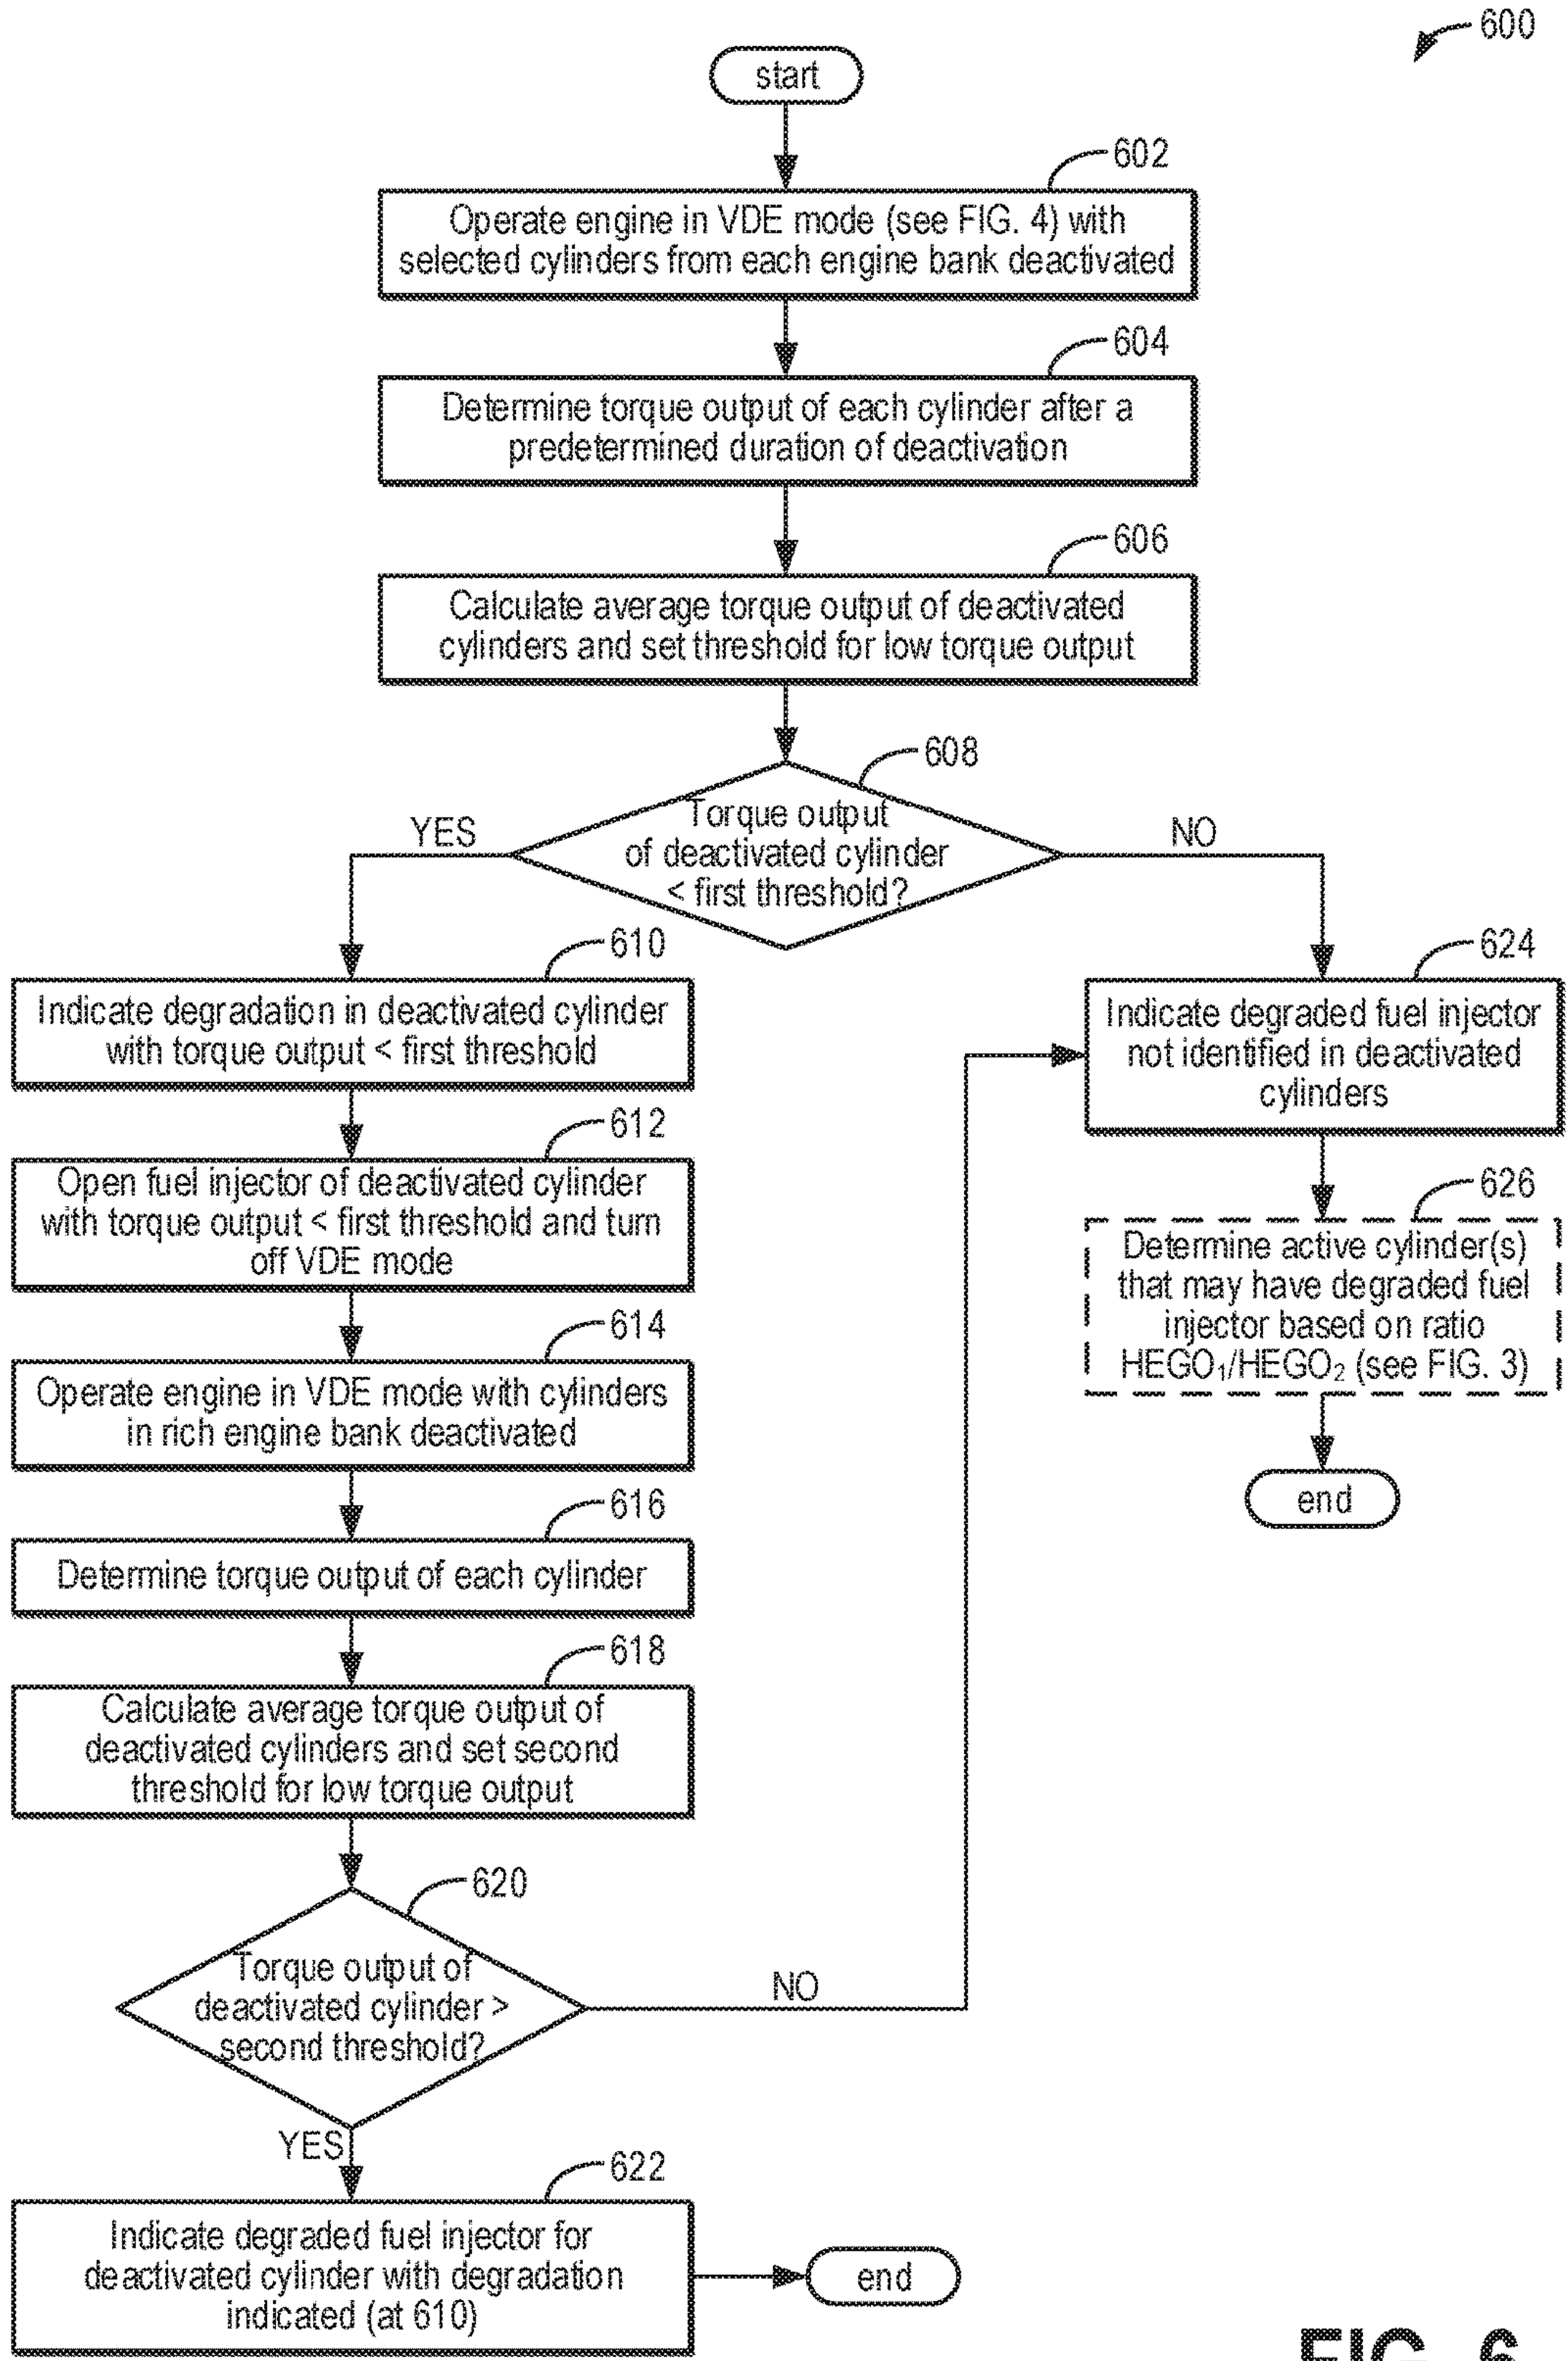 600
start
602
Operate engine in VDE mode (see FIG. 4) with
selected cylinders from each engine bank deactivated
604
Determine torque output of each cylinder after a
predetermined duration of deactivation
606
Calculate average torque output of deactivated
cylinders and set threshold for low torque output
608
Torque output
of deactivated cylinder
< first threshold?
YES
NO
610
Indicate degradation in deactivated cylinder
with torque output < first threshold
612
Open fuel injector of deactivated cylinder
with torque output < first threshold and turn
off VDE mode
614
Operate engine in VDE mode with cylinders
in rich engine bank deactivated
616
Determine torque output of each cylinder
618
Calculate average torque output of
deactivated cylinders and set second
threshold for low torque output
620
Torque output of
deactivated cylinder >
second threshold?
NO
YES
622
Indicate degraded fuel injector for
deactivated cylinder with degradation
indicated (at 610)
end
624
Indicate degraded fuel injector
not identified in deactivated
cylinders
626
Determine active cylinder(s)
that may have degraded fuel
injector based on ratio
HEGO₁/HEGO₂ (see FIG. 3)
end
FIG. 6